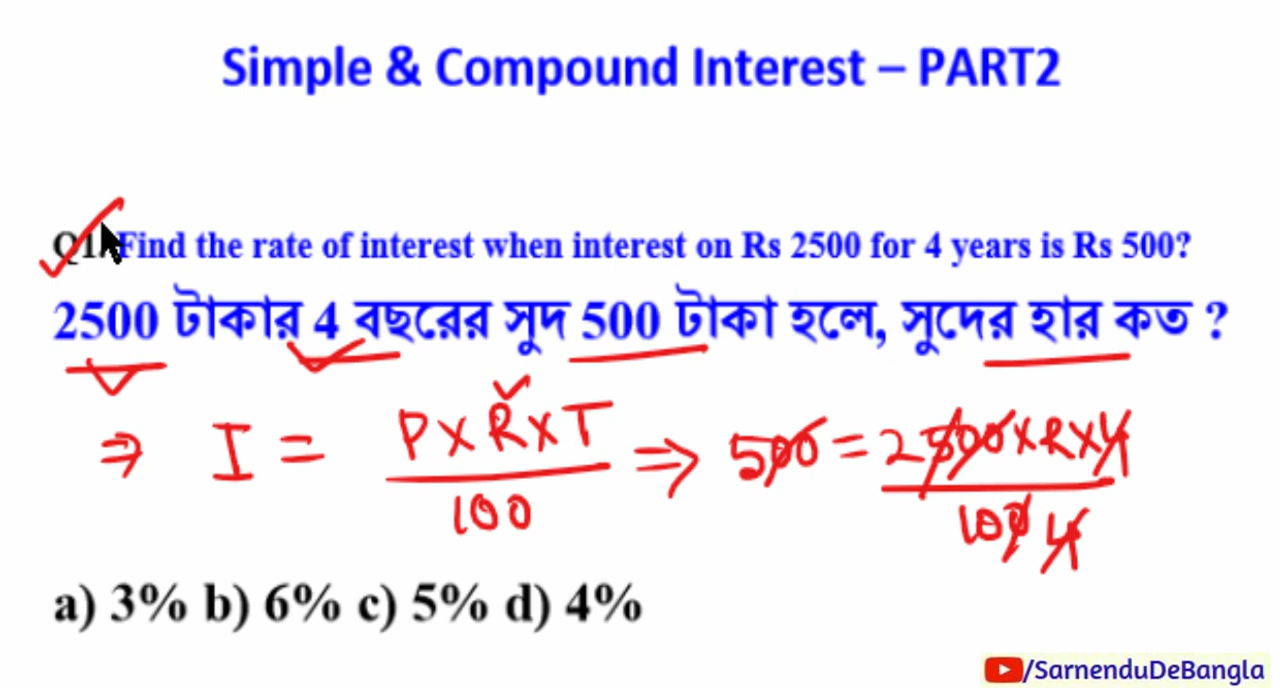 Simple & Compound Interest – PART2
Q1. Find the rate of interest when interest on Rs 2500 for 4 years is Rs 500?
2500 টাকার 4 বছরের সুদ 500 টাকা হলে, সুদের হার কত ?
⇒ I = P×R×T / 100 ⇒ 500 = 2500×R×4 / 100 4
a) 3% b) 6% c) 5% d) 4%
/SarnenduDeBangla